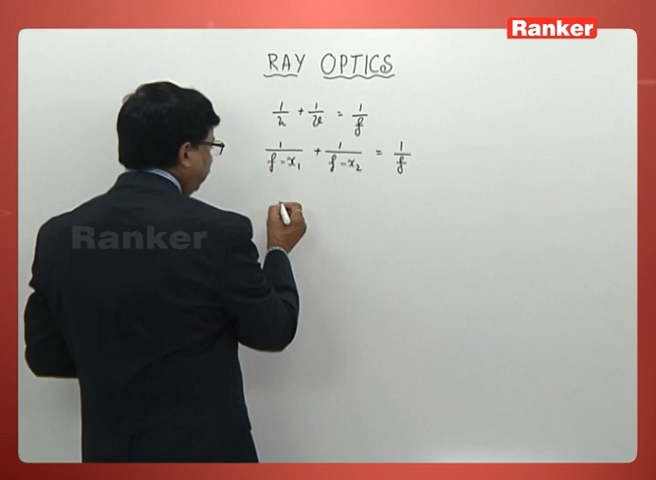 Ranker
RAY OPTICS
1/u + 1/v = 1/f
1/(f-x₁) + 1/(f-x₂) = 1/f
Ranker